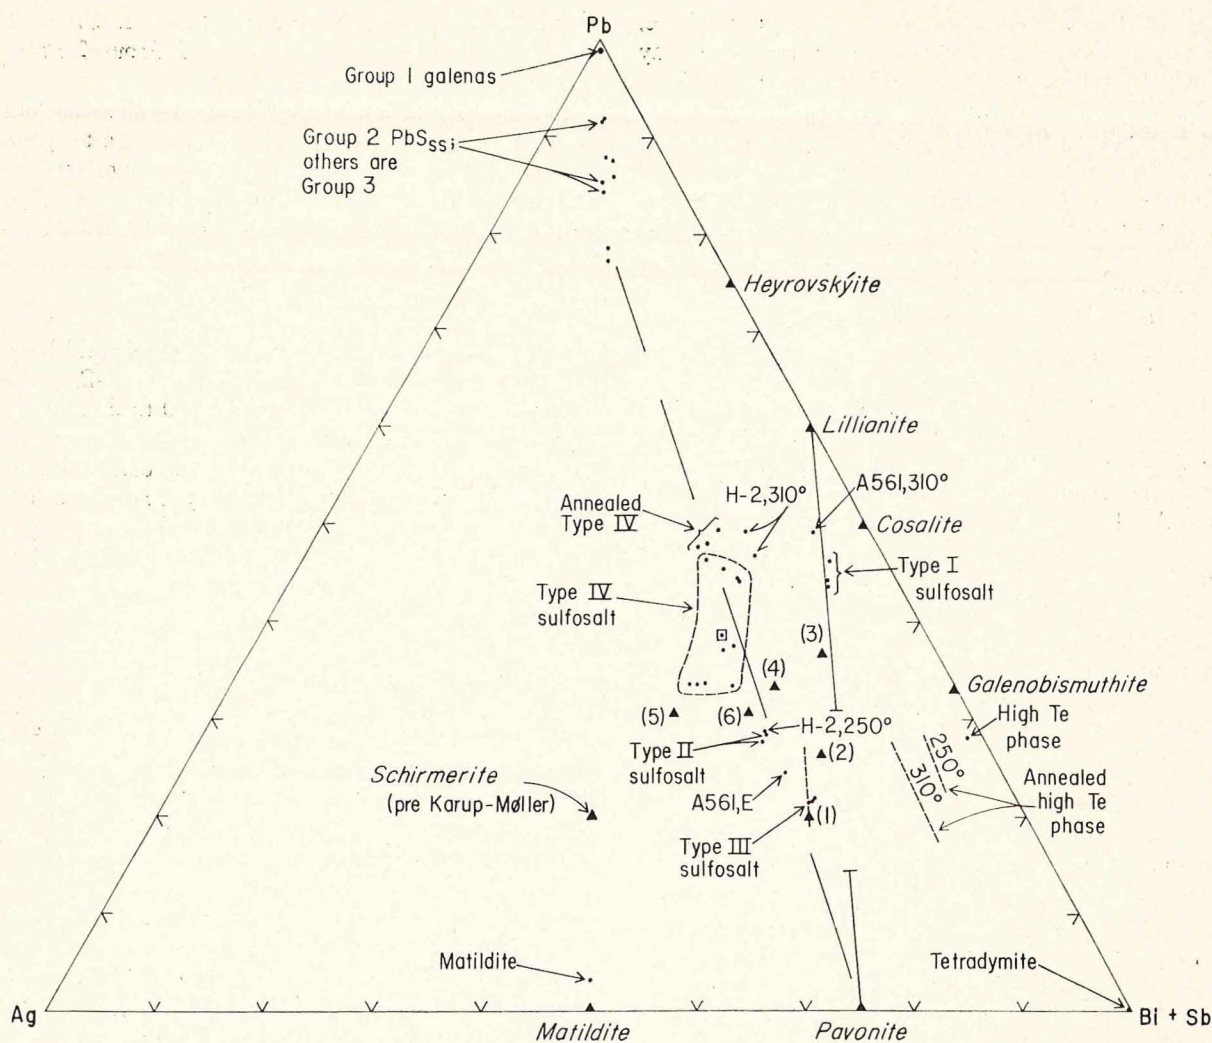 Pb
Group 1 galenas
Group 2 PbSss;
others are
Group 3
Heyrovskýite
Lillianite
A561,310°
H-2,310°
Annealed
Type IV
Cosalite
Type I
sulfosalt
Type IV
sulfosalt
(3)
(4)
Galenobismuthite
(5)
(6)
High Te
phase
H-2,250°
Type II
sulfosalt
(2)
250°
310°
Schirmerite
(pre Karup-Møller)
A561,E
Annealed
high Te
phase
(1)
Type III
sulfosalt
Matildite
Tetradymite
Ag
Bi + Sb
Matildite
Pavonite